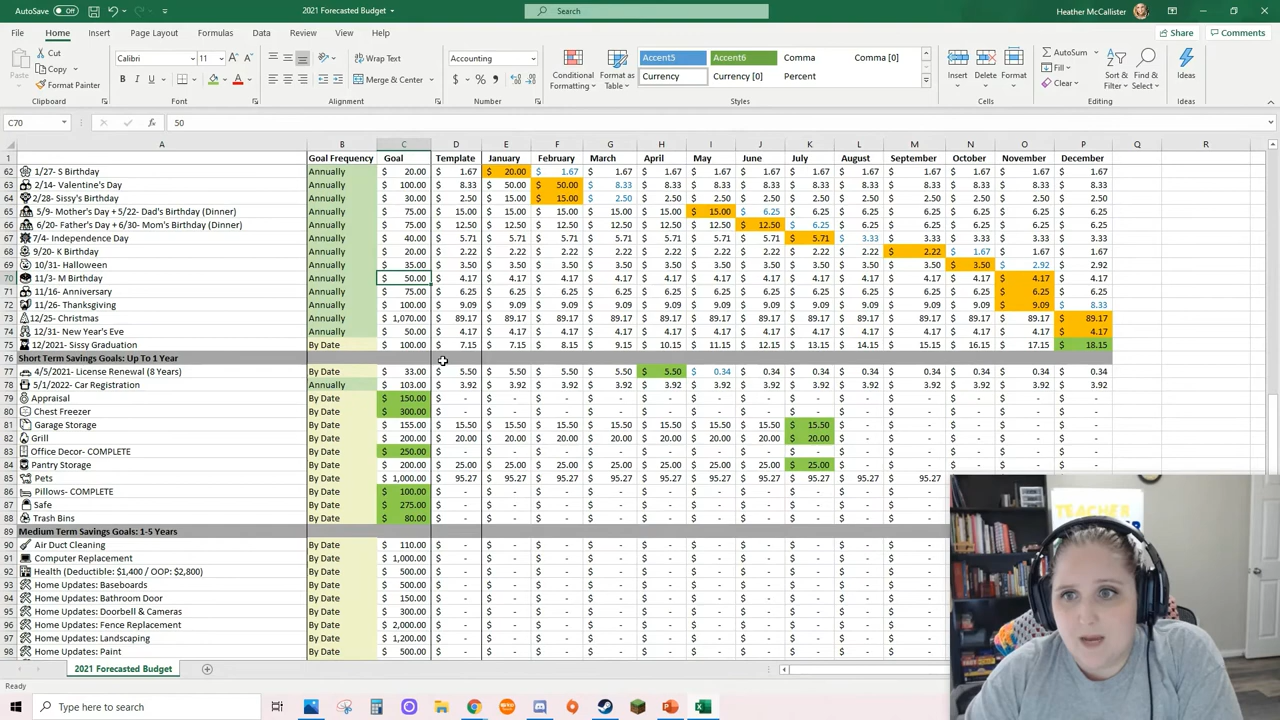 AutoSave Off 2021 Forecasted Budget Search Heather McCallister
File Home Insert Page Layout Formulas Data Review View Help Share Comments
Paste Cut Copy Format Painter Clipboard
Calibri 11 B I U Font
Wrap Text Merge & Center Alignment
Accounting $ % Number
Conditional Formatting Format as Table
Accent5 Accent6 Comma Comma [0]
Currency Currency [0] Percent
Styles
Insert Delete Format Cells
AutoSum Fill Clear Sort & Filter Find & Select Editing
Ideas Ideas
C70 fx 50
A B C D E F G H I J K L M N O P Q R
1 Goal Frequency Goal Template January February March April May June July August September October November December
62 1/27- S Birthday Annually $ 20.00 $ 1.67 $ 20.00 $ 1.67 $ 1.67 $ 1.67 $ 1.67 $ 1.67 $ 1.67 $ 1.67 $ 1.67 $ 1.67 $ 1.67 $ 1.67
63 2/14- Valentine's Day Annually $ 100.00 $ 8.33 $ 50.00 $ 50.00 $ 8.33 $ 8.33 $ 8.33 $ 8.33 $ 8.33 $ 8.33 $ 8.33 $ 8.33 $ 8.33 $ 8.33
64 2/28- Sissy's Birthday Annually $ 30.00 $ 2.50 $ 15.00 $ 15.00 $ 2.50 $ 2.50 $ 2.50 $ 2.50 $ 2.50 $ 2.50 $ 2.50 $ 2.50 $ 2.50 $ 2.50
65 5/9- Mother's Day + 5/22- Dad's Birthday (Dinner) Annually $ 75.00 $ 15.00 $ 15.00 $ 15.00 $ 15.00 $ 15.00 $ 15.00 $ 6.25 $ 6.25 $ 6.25 $ 6.25 $ 6.25 $ 6.25 $ 6.25
66 6/20- Father's Day + 6/30- Mom's Birthday (Dinner) Annually $ 75.00 $ 12.50 $ 12.50 $ 12.50 $ 12.50 $ 12.50 $ 12.50 $ 12.50 $ 6.25 $ 6.25 $ 6.25 $ 6.25 $ 6.25 $ 6.25
67 7/4- Independence Day Annually $ 40.00 $ 5.71 $ 5.71 $ 5.71 $ 5.71 $ 5.71 $ 5.71 $ 5.71 $ 5.71 $ 3.33 $ 3.33 $ 3.33 $ 3.33 $ 3.33
68 9/20- K Birthday Annually $ 20.00 $ 2.22 $ 2.22 $ 2.22 $ 2.22 $ 2.22 $ 2.22 $ 2.22 $ 2.22 $ 2.22 $ 2.22 $ 1.67 $ 1.67 $ 1.67
69 10/31- Halloween Annually $ 35.00 $ 3.50 $ 3.50 $ 3.50 $ 3.50 $ 3.50 $ 3.50 $ 3.50 $ 3.50 $ 3.50 $ 3.50 $ 3.50 $ 2.92 $ 2.92
70 11/3- M Birthday Annually $ 50.00 $ 4.17 $ 4.17 $ 4.17 $ 4.17 $ 4.17 $ 4.17 $ 4.17 $ 4.17 $ 4.17 $ 4.17 $ 4.17 $ 4.17 $ 4.17
71 11/16- Anniversary Annually $ 75.00 $ 6.25 $ 6.25 $ 6.25 $ 6.25 $ 6.25 $ 6.25 $ 6.25 $ 6.25 $ 6.25 $ 6.25 $ 6.25 $ 6.25 $ 6.25
72 11/26- Thanksgiving Annually $ 100.00 $ 9.09 $ 9.09 $ 9.09 $ 9.09 $ 9.09 $ 9.09 $ 9.09 $ 9.09 $ 9.09 $ 9.09 $ 9.09 $ 9.09 $ 8.33
73 12/25- Christmas Annually $ 1,070.00 $ 89.17 $ 89.17 $ 89.17 $ 89.17 $ 89.17 $ 89.17 $ 89.17 $ 89.17 $ 89.17 $ 89.17 $ 89.17 $ 89.17 $ 89.17
74 12/31- New Year's Eve Annually $ 50.00 $ 4.17 $ 4.17 $ 4.17 $ 4.17 $ 4.17 $ 4.17 $ 4.17 $ 4.17 $ 4.17 $ 4.17 $ 4.17 $ 4.17 $ 4.17
75 12/2021- Sissy Graduation By Date $ 100.00 $ 7.15 $ 7.15 $ 8.15 $ 9.15 $ 10.15 $ 11.15 $ 12.15 $ 13.15 $ 14.15 $ 15.15 $ 16.15 $ 17.15 $ 18.15
76 Short Term Savings Goals: Up To 1 Year
77 4/5/2021- License Renewal (8 Years) By Date $ 33.00 $ 5.50 $ 5.50 $ 5.50 $ 5.50 $ 5.50 $ 0.34 $ 0.34 $ 0.34 $ 0.34 $ 0.34 $ 0.34 $ 0.34 $ 0.34
78 5/1/2022- Car Registration Annually $ 103.00 $ 3.92 $ 3.92 $ 3.92 $ 3.92 $ 3.92 $ 3.92 $ 3.92 $ 3.92 $ 3.92 $ 3.92 $ 3.92 $ 3.92 $ 3.92
79 Appraisal By Date $ 150.00 $ - $ - $ - $ - $ - $ - $ - $ - $ - $ - $ - $ - $ -
80 Chest Freezer By Date $ 300.00 $ - $ - $ - $ - $ - $ - $ - $ - $ - $ - $ - $ - $ -
81 Garage Storage By Date $ 155.00 $ 15.50 $ 15.50 $ 15.50 $ 15.50 $ 15.50 $ 15.50 $ 15.50 $ 15.50 $ - $ - $ - $ - $ -
82 Grill By Date $ 200.00 $ 20.00 $ 20.00 $ 20.00 $ 20.00 $ 20.00 $ 20.00 $ 20.00 $ 20.00 $ - $ - $ - $ - $ -
83 Office Decor- COMPLETE By Date $ 250.00 $ - $ - $ - $ - $ - $ - $ - $ - $ - $ - $ - $ - $ -
84 Pantry Storage By Date $ 200.00 $ 25.00 $ 25.00 $ 25.00 $ 25.00 $ 25.00 $ 25.00 $ 25.00 $ 25.00 $ - $ - $ - $ - $ -
85 Pets By Date $ 1,000.00 $ 95.27 $ 95.27 $ 95.27 $ 95.27 $ 95.27 $ 95.27 $ 95.27 $ 95.27 $ 95.27 $ 95.27
86 Pillows- COMPLETE By Date $ 100.00 $ - $ - $ - $ - $ - $ - $ - $ - $ - $
87 Safe By Date $ 275.00 $ - $ - $ - $ - $ - $ - $ - $ - $ - $
88 Trash Bins By Date $ 80.00 $ - $ - $ - $ - $ - $ - $ - $ - $ - $
89 Medium Term Savings Goals: 1-5 Years
90 Air Duct Cleaning By Date $ 110.00 $ - $ - $ - $ - $ - $ - $ - $ - $ - $
91 Computer Replacement By Date $ 1,000.00 $ - $ - $ - $ - $ - $ - $ - $ - $ - $
92 Health (Deductible: $1,400 / OOP: $2,800) By Date $ 500.00 $ - $ - $ - $ - $ - $ - $ - $ - $ - $
93 Home Updates: Baseboards By Date $ 500.00 $ - $ - $ - $ - $ - $ - $ - $ - $ - $
94 Home Updates: Bathroom Door By Date $ 150.00 $ - $ - $ - $ - $ - $ - $ - $ - $ - $
95 Home Updates: Doorbell & Cameras By Date $ 300.00 $ - $ - $ - $ - $ - $ - $ - $ - $ - $
96 Home Updates: Fence Replacement By Date $ 2,000.00 $ - $ - $ - $ - $ - $ - $ - $ - $ - $
97 Home Updates: Landscaping By Date $ 1,200.00 $ - $ - $ - $ - $ - $ - $ - $ - $ - $
98 Home Updates: Paint By Date $ 500.00 $ - $ - $ - $ - $ - $ - $ - $ - $ - $
TEACHER
2021 Forecasted Budget
Ready
Type here to search